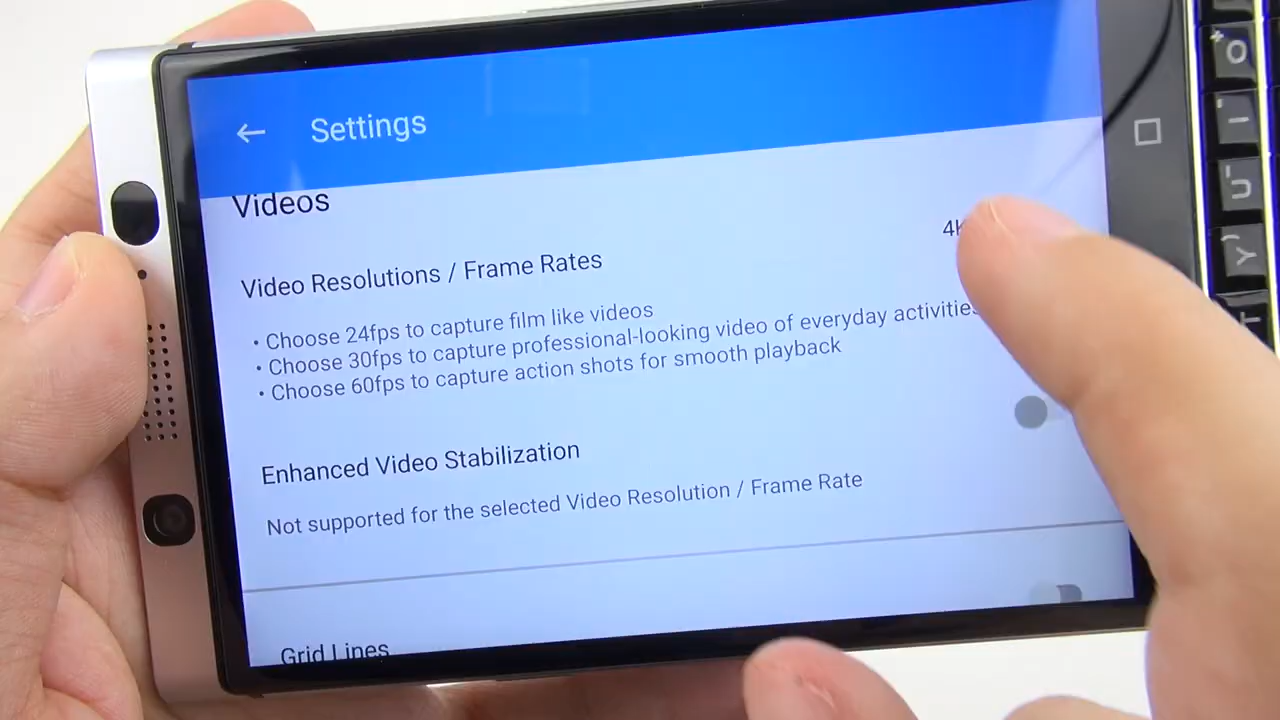 Settings
Videos
Video Resolutions / Frame Rates
4K
• Choose 24fps to capture film like videos
• Choose 30fps to capture professional-looking video of everyday activities
• Choose 60fps to capture action shots for smooth playback
Enhanced Video Stabilization
Not supported for the selected Video Resolution / Frame Rate
Grid Lines
+ O
I
U
Y )
T